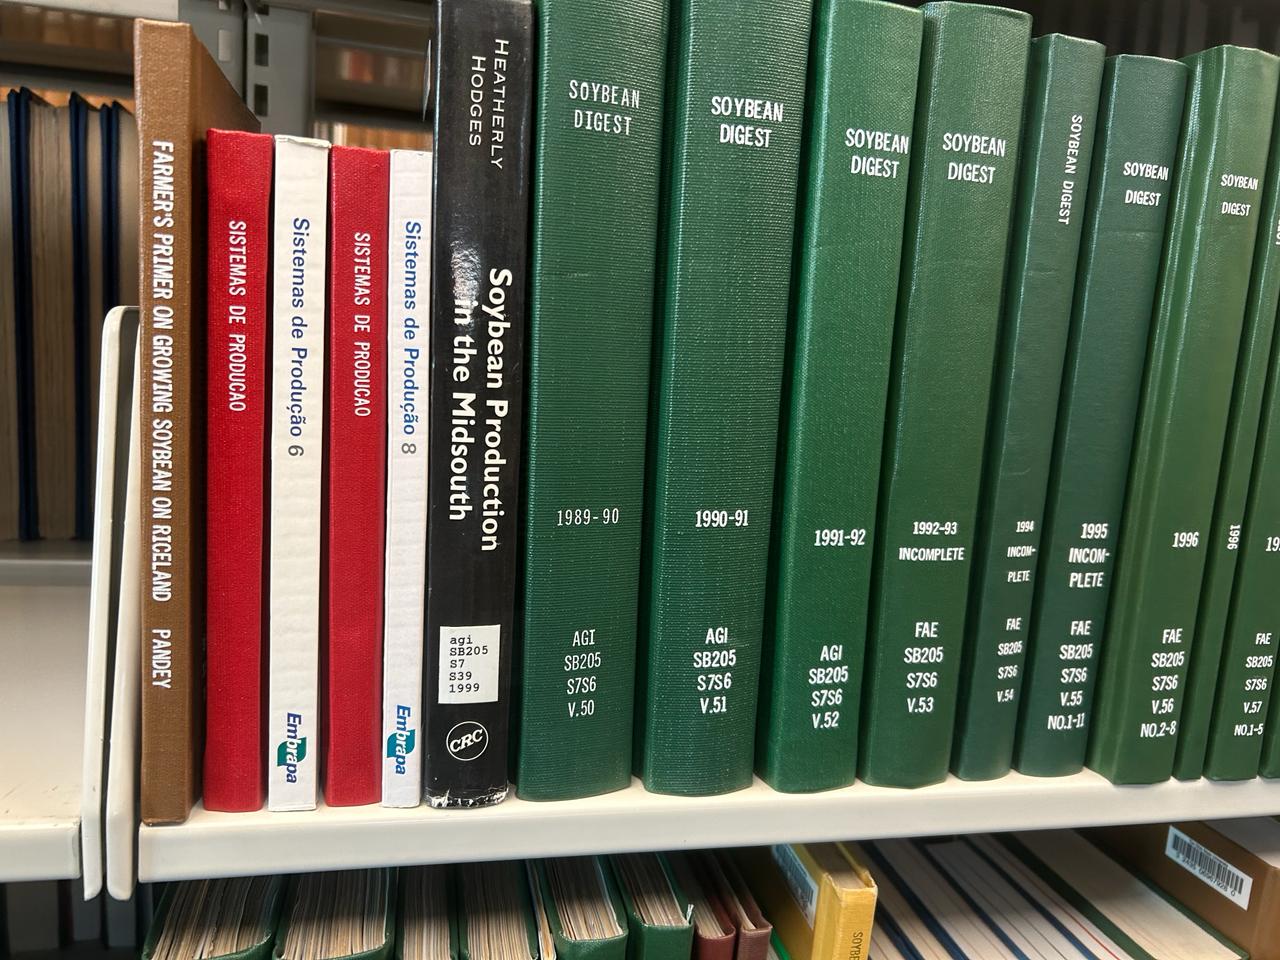 FARMER'S PRIMER ON GROWING SOYBEAN ON RICELAND PANDEY
SISTEMAS DE PRODUCAO
Sistemas de Produção 6
Embrapa
SISTEMAS DE PRODUCAO
Sistemas de Produção 8
Embrapa
HEATHERLY
HODGES
Soybean Production
in the Midsouth
agi
SB205
S7
S39
1999
CRC
SOYBEAN
DIGEST
1989-90
AGI
SB205
S7S6
V.50
SOYBEAN
DIGEST
1990-91
AGI
SB205
S7S6
V.51
SOYBEAN
DIGEST
1991-92
AGI
SB205
S7S6
V.52
SOYBEAN
DIGEST
1992-93
INCOMPLETE
FAE
SB205
S7S6
V.53
SOYBEAN DIGEST
1994
INCOM-
PLETE
FAE
SB205
S7S6
V.54
SOYBEAN
DIGEST
1995
INCOM-
PLETE
FAE
SB205
S7S6
V.55
NO.1-11
SOYBEAN
DIGEST
1996
FAE
SB205
S7S6
V.56
NO.2-8
1996
FAE
SB205
S7S6
V.57
NO.1-5